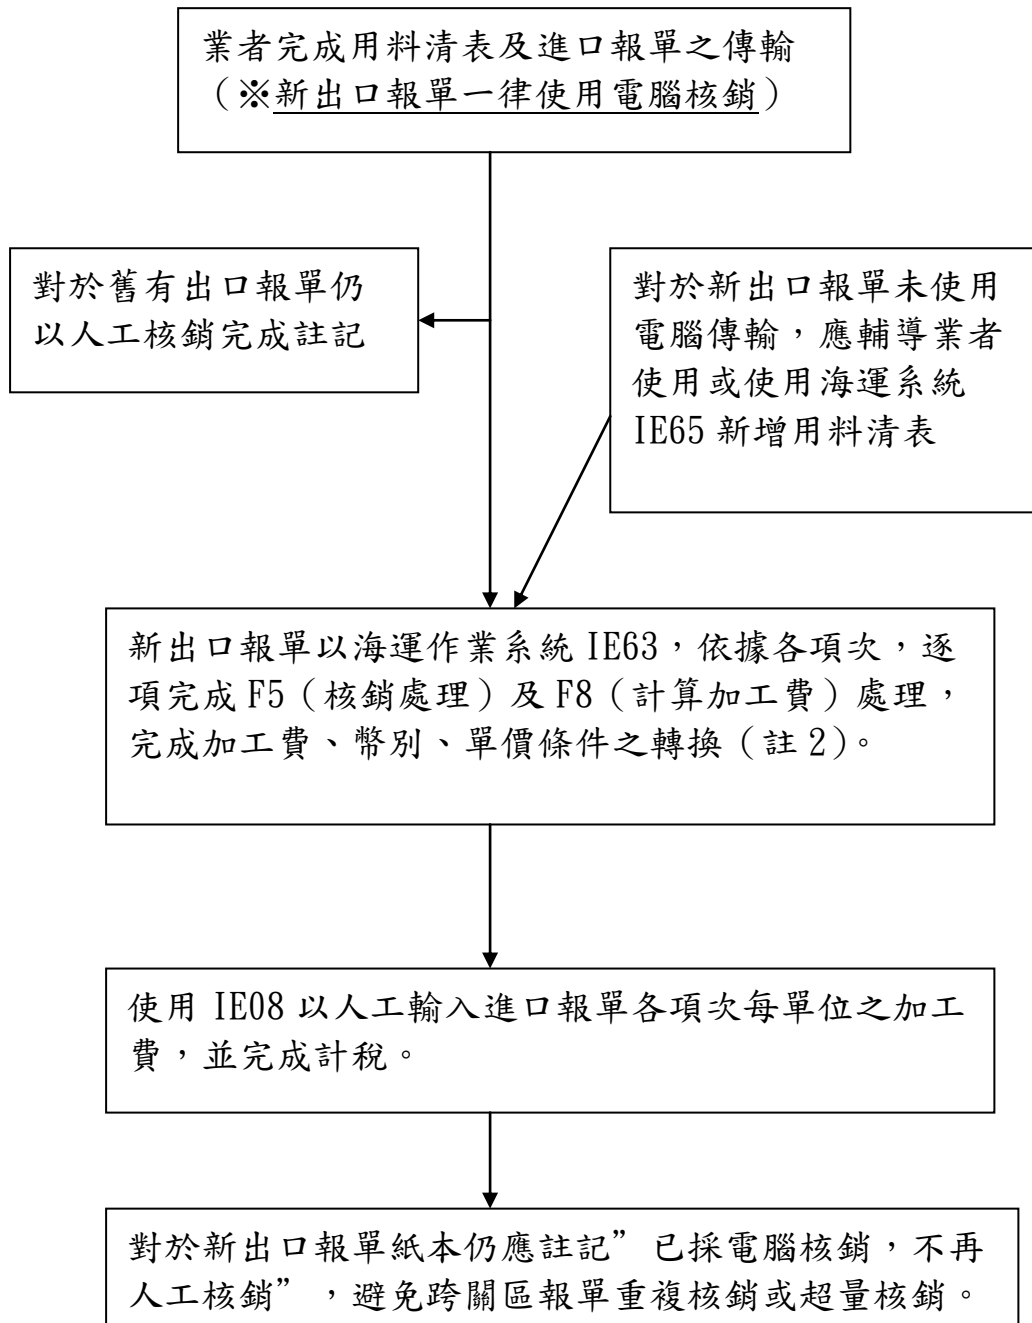 業者完成用料清表及進口報單之傳輸
（※新出口報單一律使用電腦核銷）
對於舊有出口報單仍
以人工核銷完成註記
對於新出口報單未使用
電腦傳輸，應輔導業者
使用或使用海運系統
IE65 新增用料清表
新出口報單以海運作業系統 IE63，依據各項次，逐
項完成 F5（核銷處理）及 F8（計算加工費）處理，
完成加工費、幣別、單價條件之轉換（註 2）。
使用 IE08 以人工輸入進口報單各項次每單位之加工
費，並完成計稅。
對於新出口報單紙本仍應註記”已採電腦核銷，不再
人工核銷”，避免跨關區報單重複核銷或超量核銷。